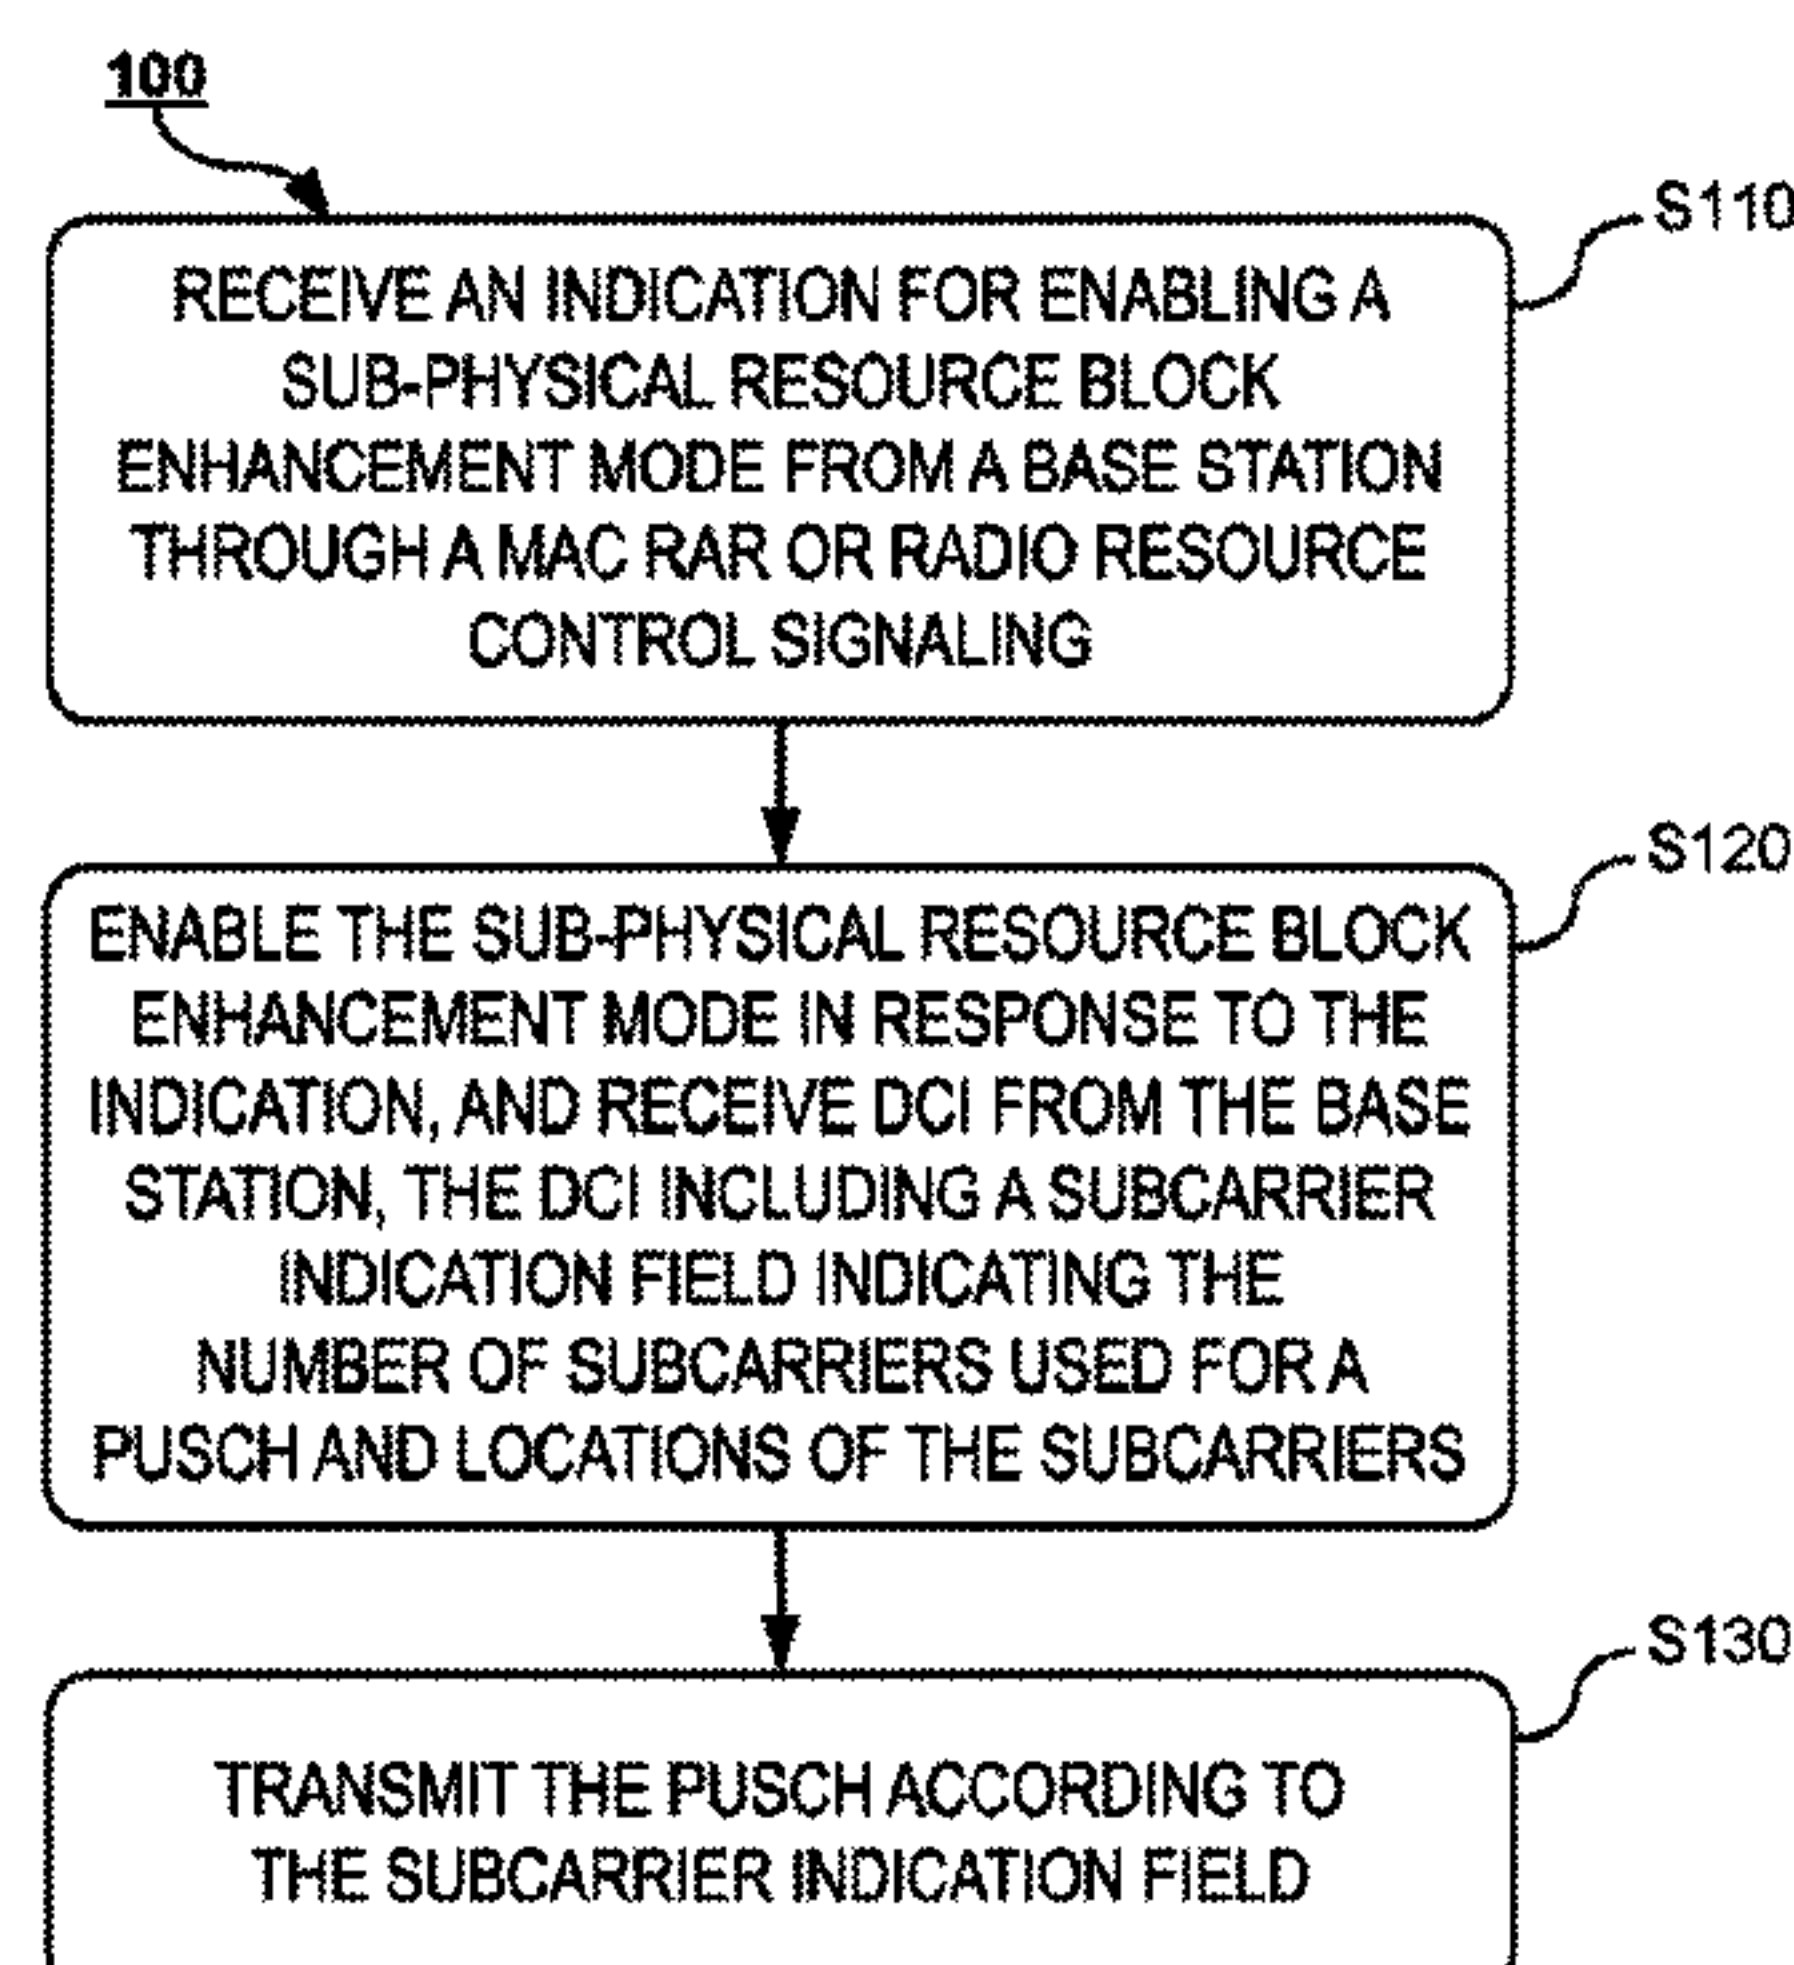 100
S110
RECEIVE AN INDICATION FOR ENABLING A
SUB-PHYSICAL RESOURCE BLOCK
ENHANCEMENT MODE FROM A BASE STATION
THROUGH A MAC RAR OR RADIO RESOURCE
CONTROL SIGNALING
S120
ENABLE THE SUB-PHYSICAL RESOURCE BLOCK
ENHANCEMENT MODE IN RESPONSE TO THE
INDICATION, AND RECEIVE DCI FROM THE BASE
STATION, THE DCI INCLUDING A SUBCARRIER
INDICATION FIELD INDICATING THE
NUMBER OF SUBCARRIERS USED FOR A
PUSCH AND LOCATIONS OF THE SUBCARRIERS
S130
TRANSMIT THE PUSCH ACCORDING TO
THE SUBCARRIER INDICATION FIELD